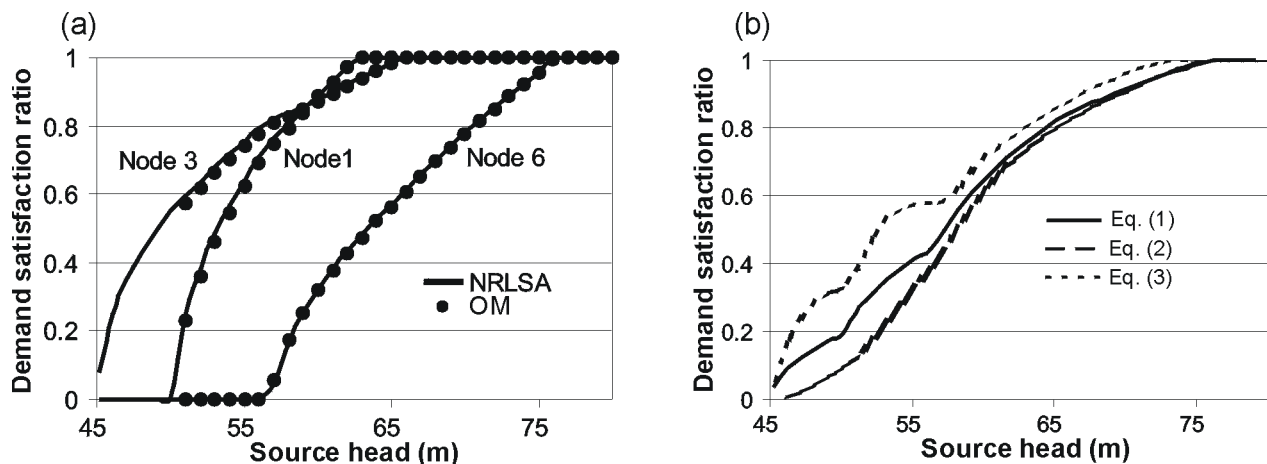 (a)
Demand satisfaction ratio
1
0.8
0.6
0.4
0.2
0
Node 3
Node1
Node 6
NRLSA
OM
45
55
65
75
Source head (m)
(b)
Demand satisfaction ratio
1
0.8
0.6
0.4
0.2
0
Eq. (1)
Eq. (2)
Eq. (3)
45
55
65
75
Source head (m)